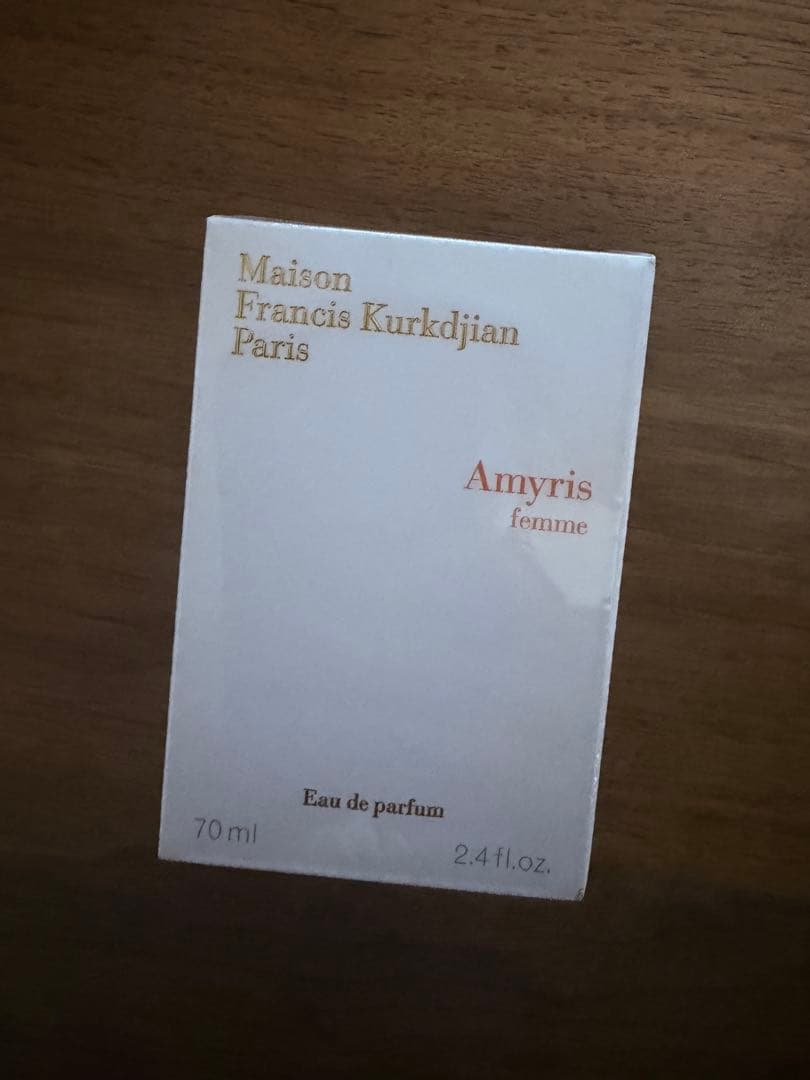 Maison
Francis Kurkdjian
Paris
Amyris
femme
Eau de parfum
70 ml
2.4 fl.oz.